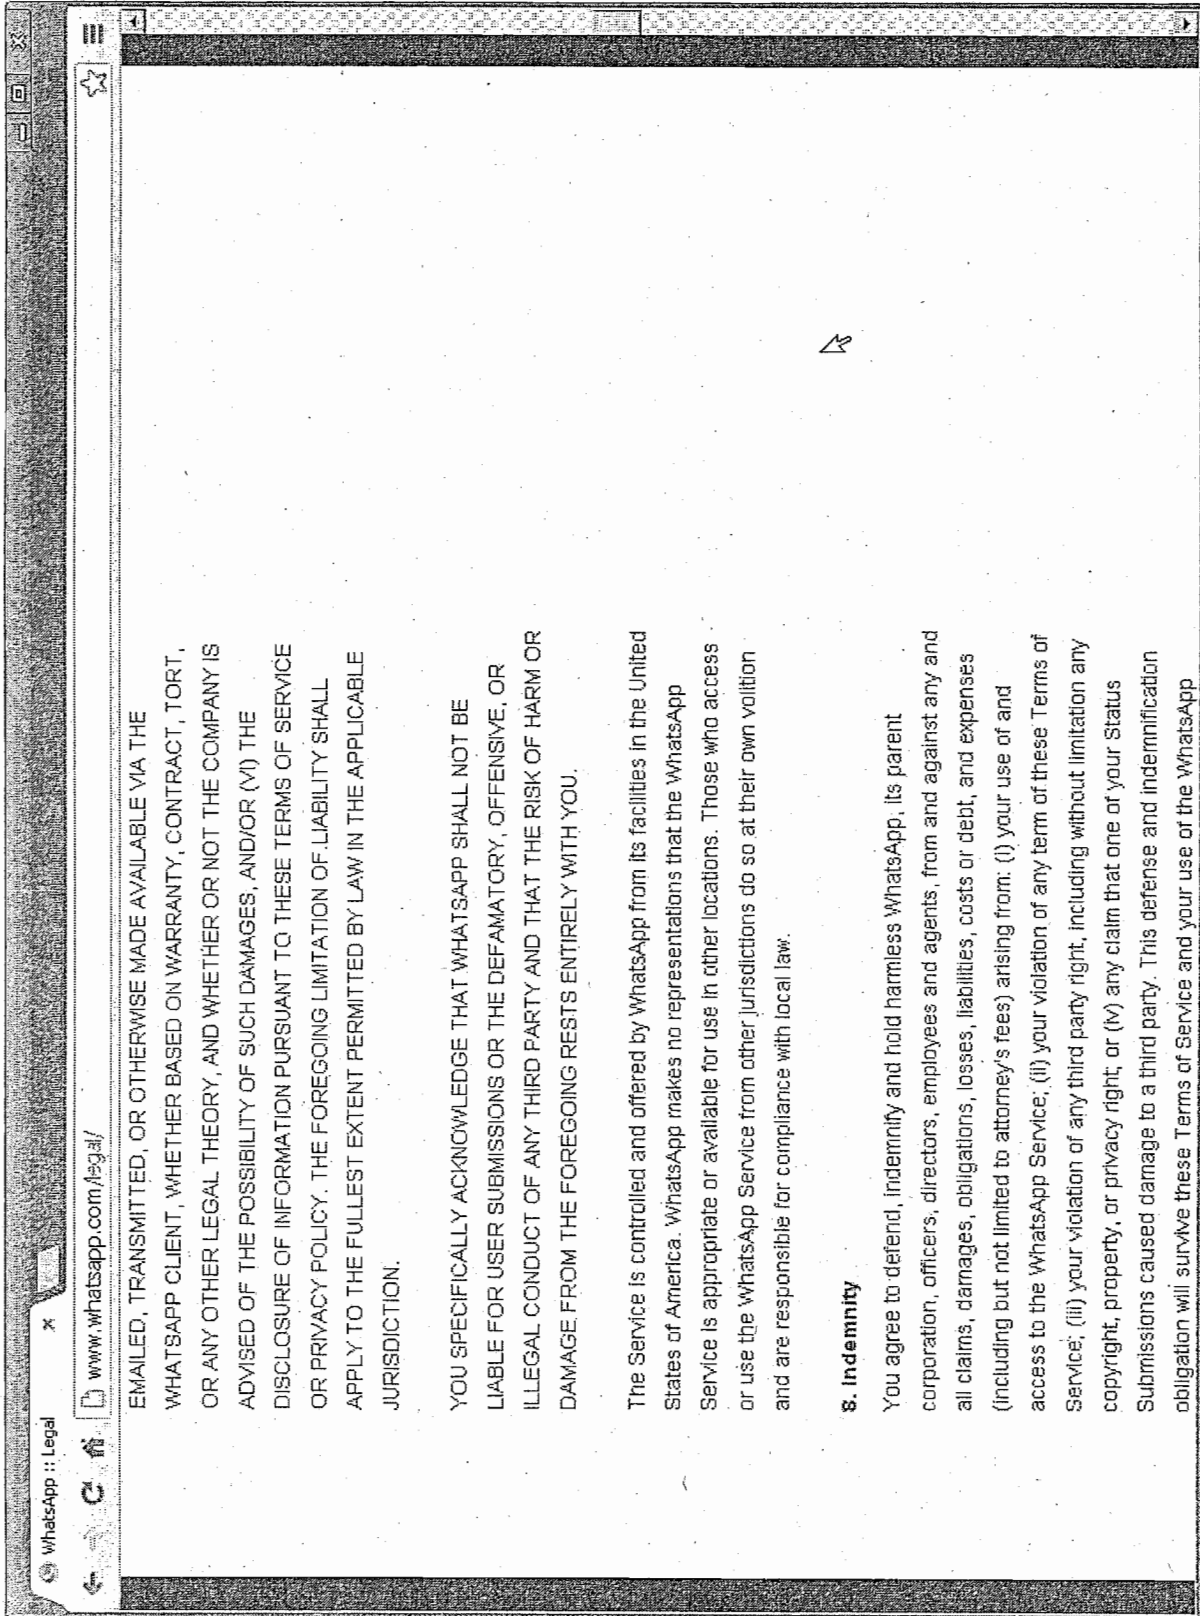 WhatsApp :: Legal
www.whatsapp.com/legal/
EMAILED, TRANSMITTED, OR OTHERWISE MADE AVAILABLE VIA THE
WHATSAPP CLIENT, WHETHER BASED ON WARRANTY, CONTRACT, TORT,
OR ANY OTHER LEGAL THEORY, AND WHETHER OR NOT THE COMPANY IS
ADVISED OF THE POSSIBILITY OF SUCH DAMAGES, AND/OR (VI) THE
DISCLOSURE OF INFORMATION PURSUANT TO THESE TERMS OF SERVICE
OR PRIVACY POLICY. THE FOREGOING LIMITATION OF LIABILITY SHALL
APPLY TO THE FULLEST EXTENT PERMITTED BY LAW IN THE APPLICABLE
JURISDICTION.
YOU SPECIFICALLY ACKNOWLEDGE THAT WHATSAPP SHALL NOT BE
LIABLE FOR USER SUBMISSIONS OR THE DEFAMATORY, OFFENSIVE, OR
ILLEGAL CONDUCT OF ANY THIRD PARTY AND THAT THE RISK OF HARM OR
DAMAGE FROM THE FOREGOING RESTS ENTIRELY WITH YOU.
The Service is controlled and offered by WhatsApp from its facilities in the United
States of America. WhatsApp makes no representations that the WhatsApp
Service is appropriate or available for use in other locations. Those who access
or use the WhatsApp Service from other jurisdictions do so at their own volition
and are responsible for compliance with local law.
8. Indemnity
You agree to defend, indemnify and hold harmless WhatsApp, its parent
corporation, officers, directors, employees and agents, from and against any and
all claims, damages, obligations, losses, liabilities, costs or debt, and expenses
(including but not limited to attorney's fees) arising from: (i) your use of and
access to the WhatsApp Service; (ii) your violation of any term of these Terms of
Service; (iii) your violation of any third party right, including without limitation any
copyright, property, or privacy right; or (iv) any claim that one of your Status
Submissions caused damage to a third party. This defense and indemnification
obligation will survive these Terms of Service and your use of the WhatsApp